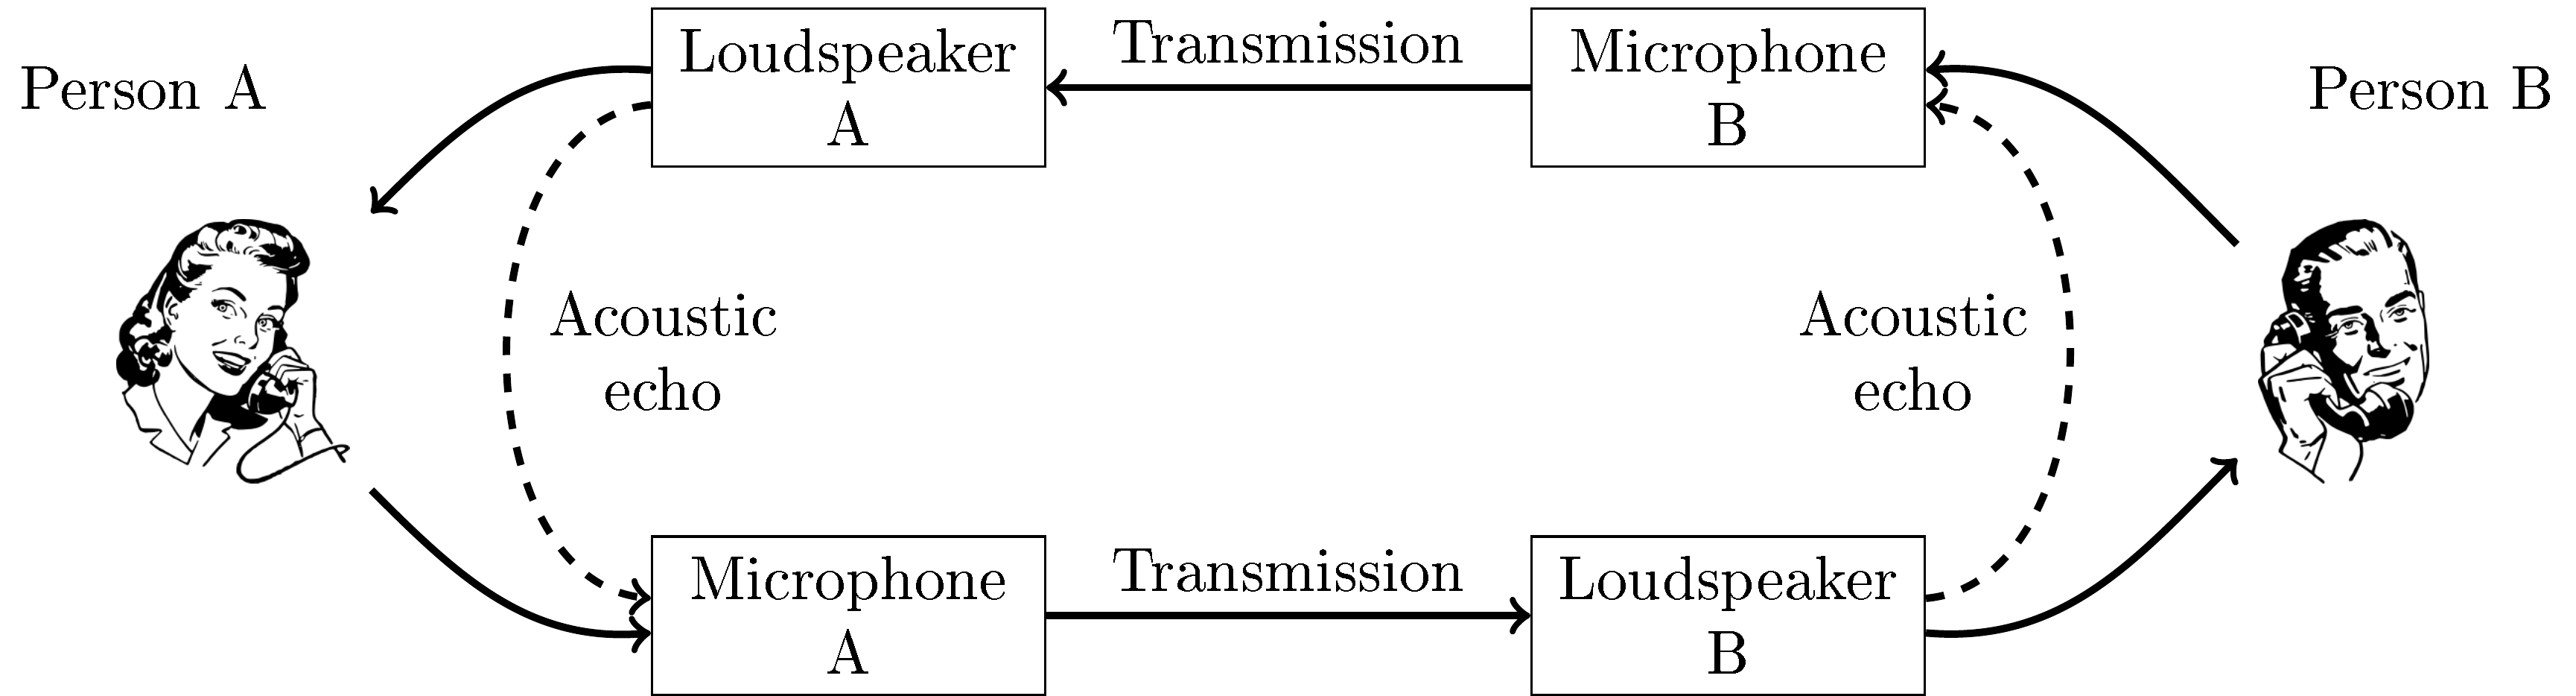 Person A
Loudspeaker
A
Transmission
Microphone
B
Person B
Acoustic
echo
Acoustic
echo
Microphone
A
Transmission
Loudspeaker
B